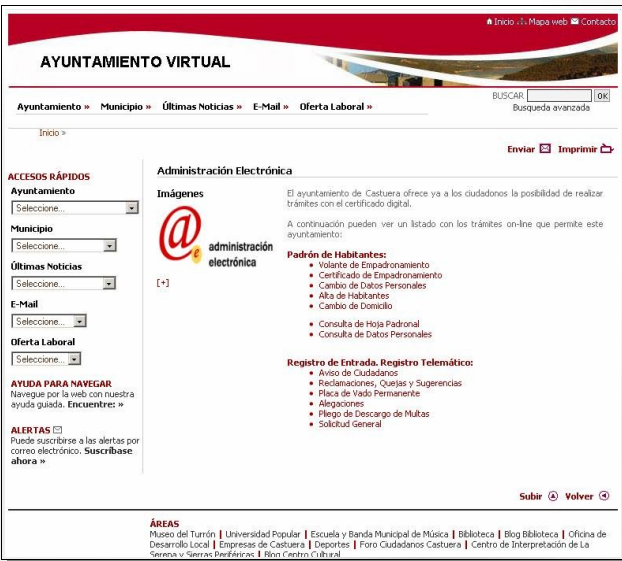 Inicio Mapa web Contacto
AYUNTAMIENTO VIRTUAL
Ayuntamiento » Municipio » Últimas Noticias » E-Mail » Oferta Laboral »
BUSCAR OK
Busqueda avanzada
Inicio »
Enviar Imprimir
ACCESOS RÁPIDOS
Ayuntamiento
Seleccione...
Municipio
Seleccione...
Últimas Noticias
Seleccione...
E-Mail
Seleccione...
Oferta Laboral
Seleccione...
AYUDA PARA NAVEGAR
Navegue por la web con nuestra
ayuda guiada. Encuentre: »
ALERTAS
Puede suscribirse a las alertas por
correo electrónico. Suscríbase
ahora »
Administración Electrónica
Imágenes
@
e
administración
electrónica
[+]
El ayuntamiento de Castuera ofrece ya a los ciudadonos la posibilidad de realizar
trámites con el certificado digital.
A continuación pueden ver un listado con los trámites on-line que permite este
ayuntamiento:
Padrón de Habitantes:
• Volante de Empadronamiento
• Certificado de Empadronamiento
• Cambio de Datos Personales
• Alta de Habitantes
• Cambio de Domicilio
• Consulta de Hoja Padronal
• Consulta de Datos Personales
Registro de Entrada. Registro Telemático:
• Aviso de Ciudadanos
• Reclamaciones, Quejas y Sugerencias
• Placa de Vado Permanente
• Alegaciones
• Pliego de Descargo de Multas
• Solicitud General
Subir Volver
ÁREAS
Museo del Turrón | Universidad Popular | Escuela y Banda Municipal de Música | Biblioteca | Blog Biblioteca | Oficina de
Desarrollo Local | Empresas de Castuera | Deportes | Foro Ciudadanos Castuera | Centro de Interpretación de La
Serena y Sierras Periféricas | Blog Centro Cultural